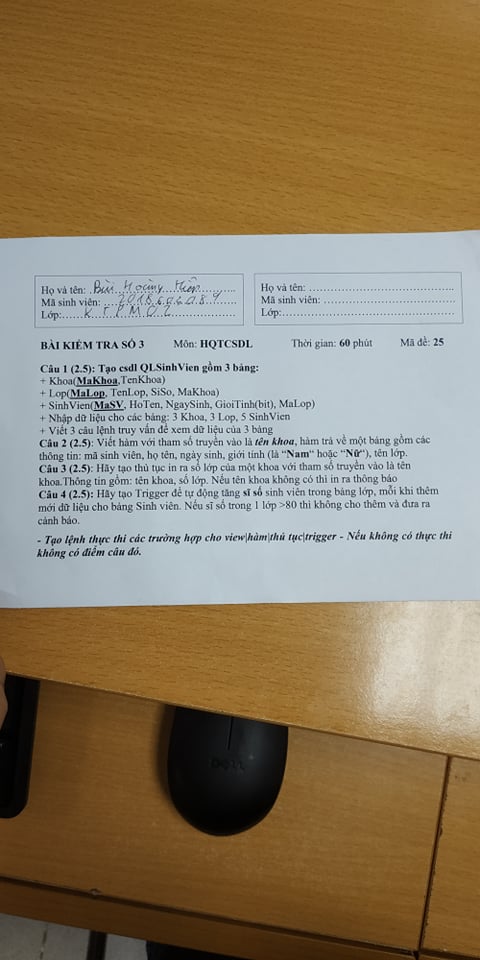 Họ và tên: Bùi Hoàng Hiệp
Mã sinh viên: 2018606089
Lớp: KTPM02
Họ và tên:
Mã sinh viên:
Lớp:
BÀI KIỂM TRA SỐ 3 Môn: HQTCSDL Thời gian: 60 phút Mã đề: 25
Câu 1 (2.5): Tạo csdl QLSinhVien gồm 3 bảng:
+ Khoa(MaKhoa,TenKhoa)
+ Lop(MaLop, TenLop, SiSo, MaKhoa)
+ SinhVien(MaSV, HoTen, NgaySinh, GioiTinh(bit), MaLop)
+ Nhập dữ liệu cho các bảng: 3 Khoa, 3 Lop, 5 SinhVien
+ Viết 3 câu lệnh truy vấn để xem dữ liệu của 3 bảng
Câu 2 (2.5): Viết hàm với tham số truyền vào là tên khoa, hàm trả về một bảng gồm các
thông tin: mã sinh viên, họ tên, ngày sinh, giới tính (là “Nam“ hoặc “Nữ“), tên lớp.
Câu 3 (2.5): Hãy tạo thủ tục in ra số lớp của một khoa với tham số truyền vào là tên
khoa.Thông tin gồm: tên khoa, số lớp. Nếu tên khoa không có thì in ra thông báo
Câu 4 (2.5): Hãy tạo Trigger để tự động tăng sĩ số sinh viên trong bảng lớp, mỗi khi thêm
mới dữ liệu cho bảng Sinh viên. Nếu sĩ số trong 1 lớp >80 thì không cho thêm và đưa ra
cảnh báo.
- Tạo lệnh thực thi các trường hợp cho view|hàm|thủ tục|trigger - Nếu không có thực thi
không có điểm câu đó.
DELL